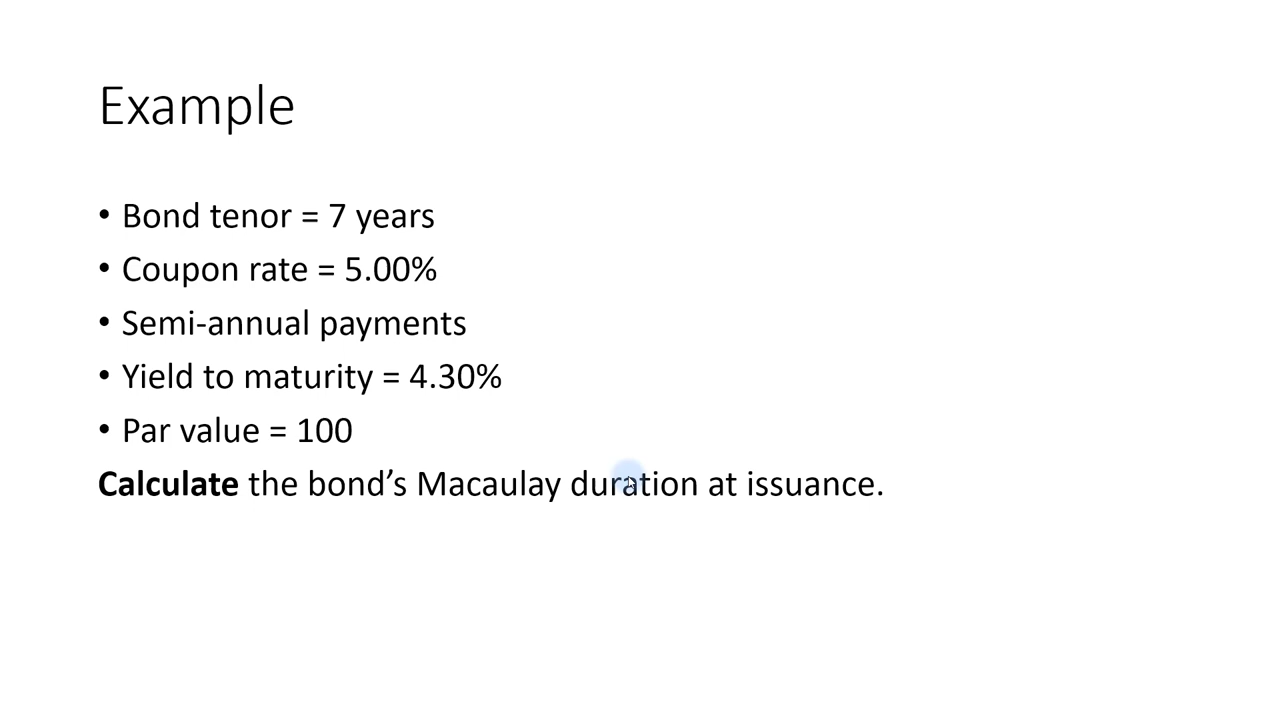 Example
• Bond tenor = 7 years
• Coupon rate = 5.00%
• Semi-annual payments
• Yield to maturity = 4.30%
• Par value = 100
Calculate the bond’s Macaulay duration at issuance.